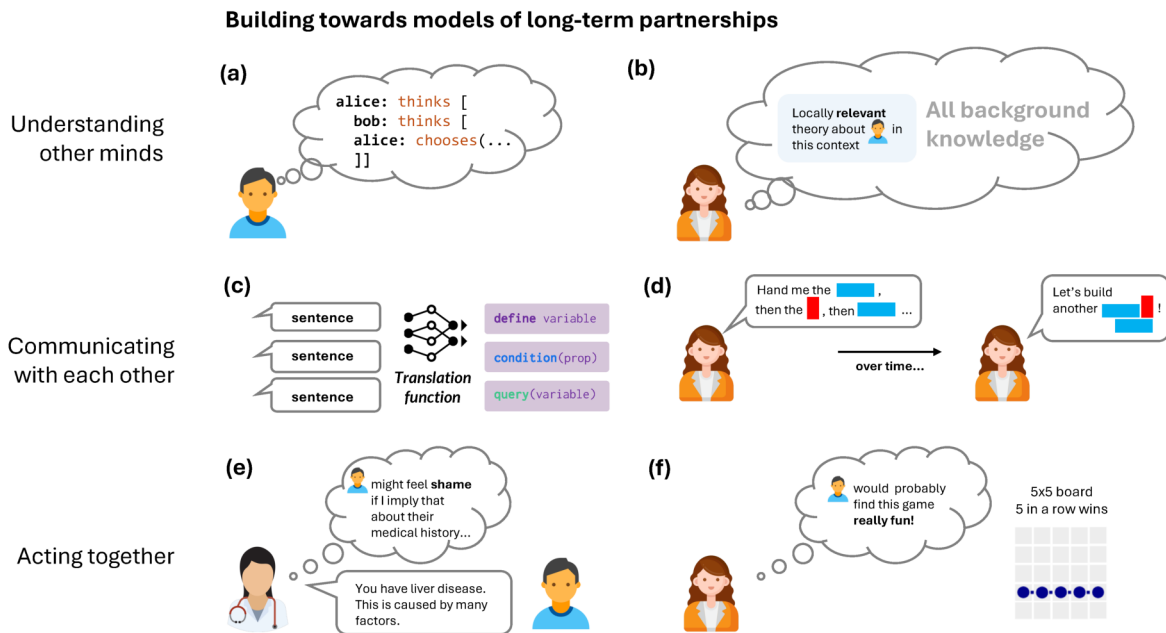 Building towards models of long-term partnerships
Understanding
other minds
(a)
alice: thinks [
bob: thinks [
alice: chooses(...
]]
(b)
Locally relevant
theory about in
this context
All background
knowledge
Communicating
with each other
(c)
sentence
sentence
sentence
Translation
function
define variable
condition(prop)
query(variable)
(d)
Hand me the ,
then the , then ...
over time...
Let's build
another !
Acting together
(e)
might feel shame
if I imply that
about their
medical history...
You have liver disease.
This is caused by many
factors.
(f)
would probably
find this game
really fun!
5x5 board
5 in a row wins